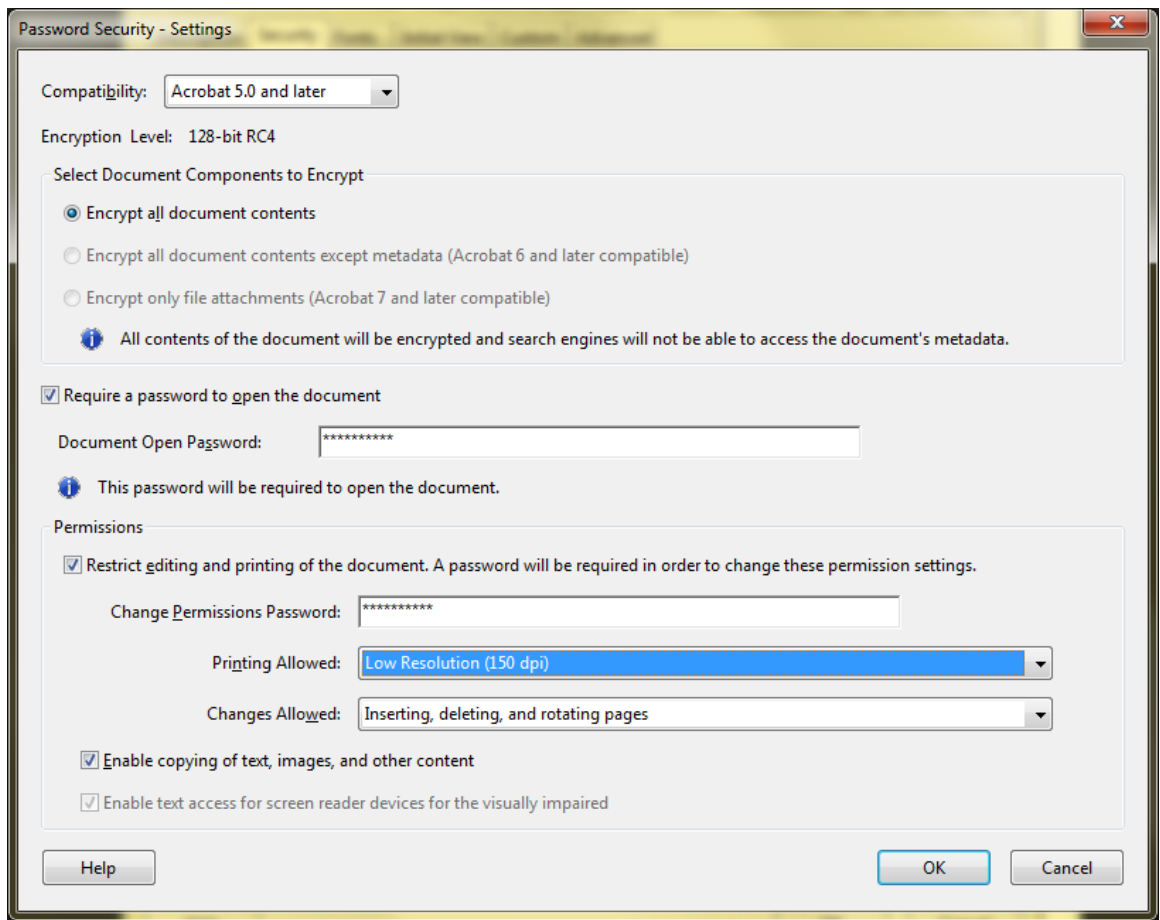 Password Security - Settings
Compatibility: Acrobat 5.0 and later
Encryption Level: 128-bit RC4
Select Document Components to Encrypt
Encrypt all document contents
Encrypt all document contents except metadata (Acrobat 6 and later compatible)
Encrypt only file attachments (Acrobat 7 and later compatible)
All contents of the document will be encrypted and search engines will not be able to access the document's metadata.
Require a password to open the document
Document Open Password: **********
This password will be required to open the document.
Permissions
Restrict editing and printing of the document. A password will be required in order to change these permission settings.
Change Permissions Password: **********
Printing Allowed: Low Resolution (150 dpi)
Changes Allowed: Inserting, deleting, and rotating pages
Enable copying of text, images, and other content
Enable text access for screen reader devices for the visually impaired
Help OK Cancel